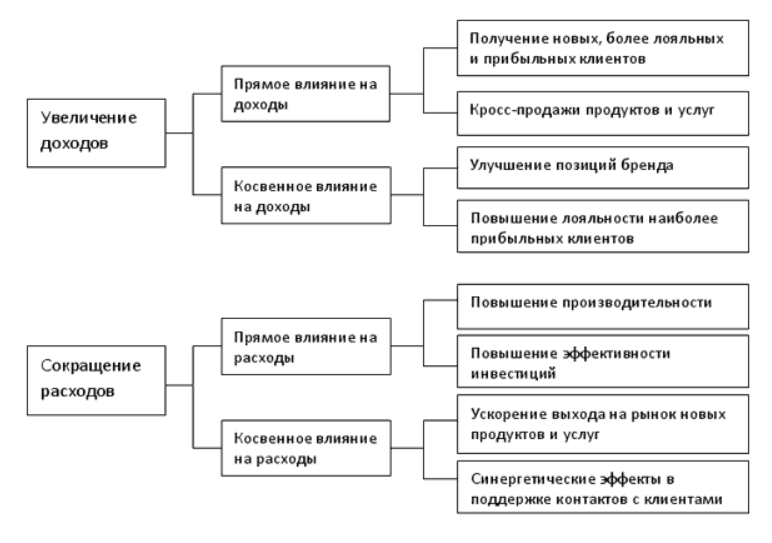 Увеличение
доходов
Прямое влияние на
доходы
Получение новых, более лояльных
и прибыльных клиентов
Кросс-продажи продуктов и услуг
Косвенное влияние
на доходы
Улучшение позиций бренда
Повышение лояльности наиболее
прибыльных клиентов
Сокращение
расходов
Прямое влияние на
расходы
Повышение производительности
Повышение эффективности
инвестиций
Косвенное влияние
на расходы
Ускорение выхода на рынок новых
продуктов и услуг
Синергетические эффекты в
поддержке контактов с клиентами